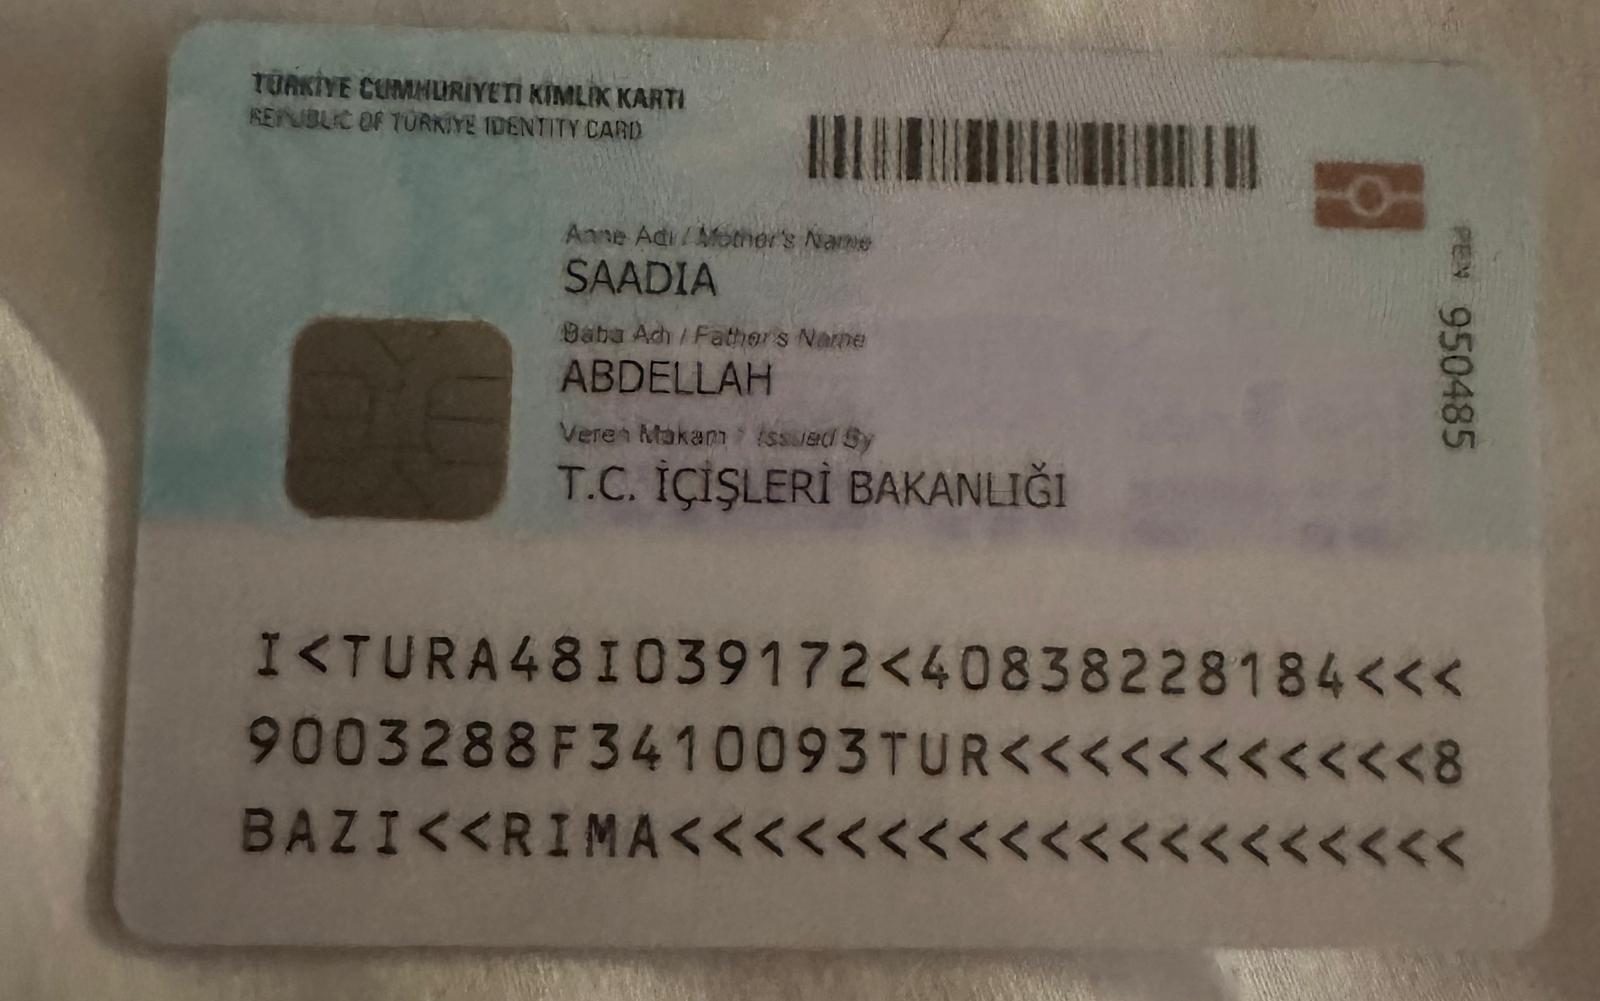 TÜRKİYE CUMHURİYETİ KİMLİK KARTI
REPUBLIC OF TÜRKİYE IDENTITY CARD
Anne Adı / Mother's Name
SAADIA
Baba Adı / Father's Name
ABDELLAH
Veren Makam / Issued By
T.C. İÇİŞLERİ BAKANLIĞI
PEN 950485
I<TURA48I039172<40838228184<<<
9003288F3410093TUR<<<<<<<<<<<8
BAZI<<RIMA<<<<<<<<<<<<<<<<<<<<